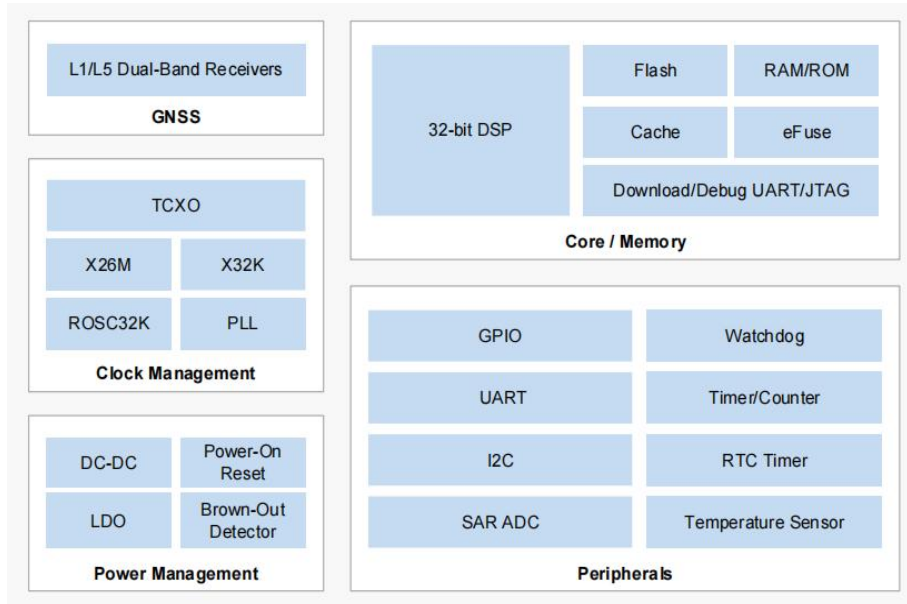 L1/L5 Dual-Band Receivers
GNSS
TCXO
X26M
X32K
ROSC32K
PLL
Clock Management
DC-DC
Power-On
Reset
LDO
Brown-Out
Detector
Power Management
32-bit DSP
Flash
RAM/ROM
Cache
eFuse
Download/Debug UART/JTAG
Core / Memory
GPIO
Watchdog
UART
Timer/Counter
I2C
RTC Timer
SAR ADC
Temperature Sensor
Peripherals